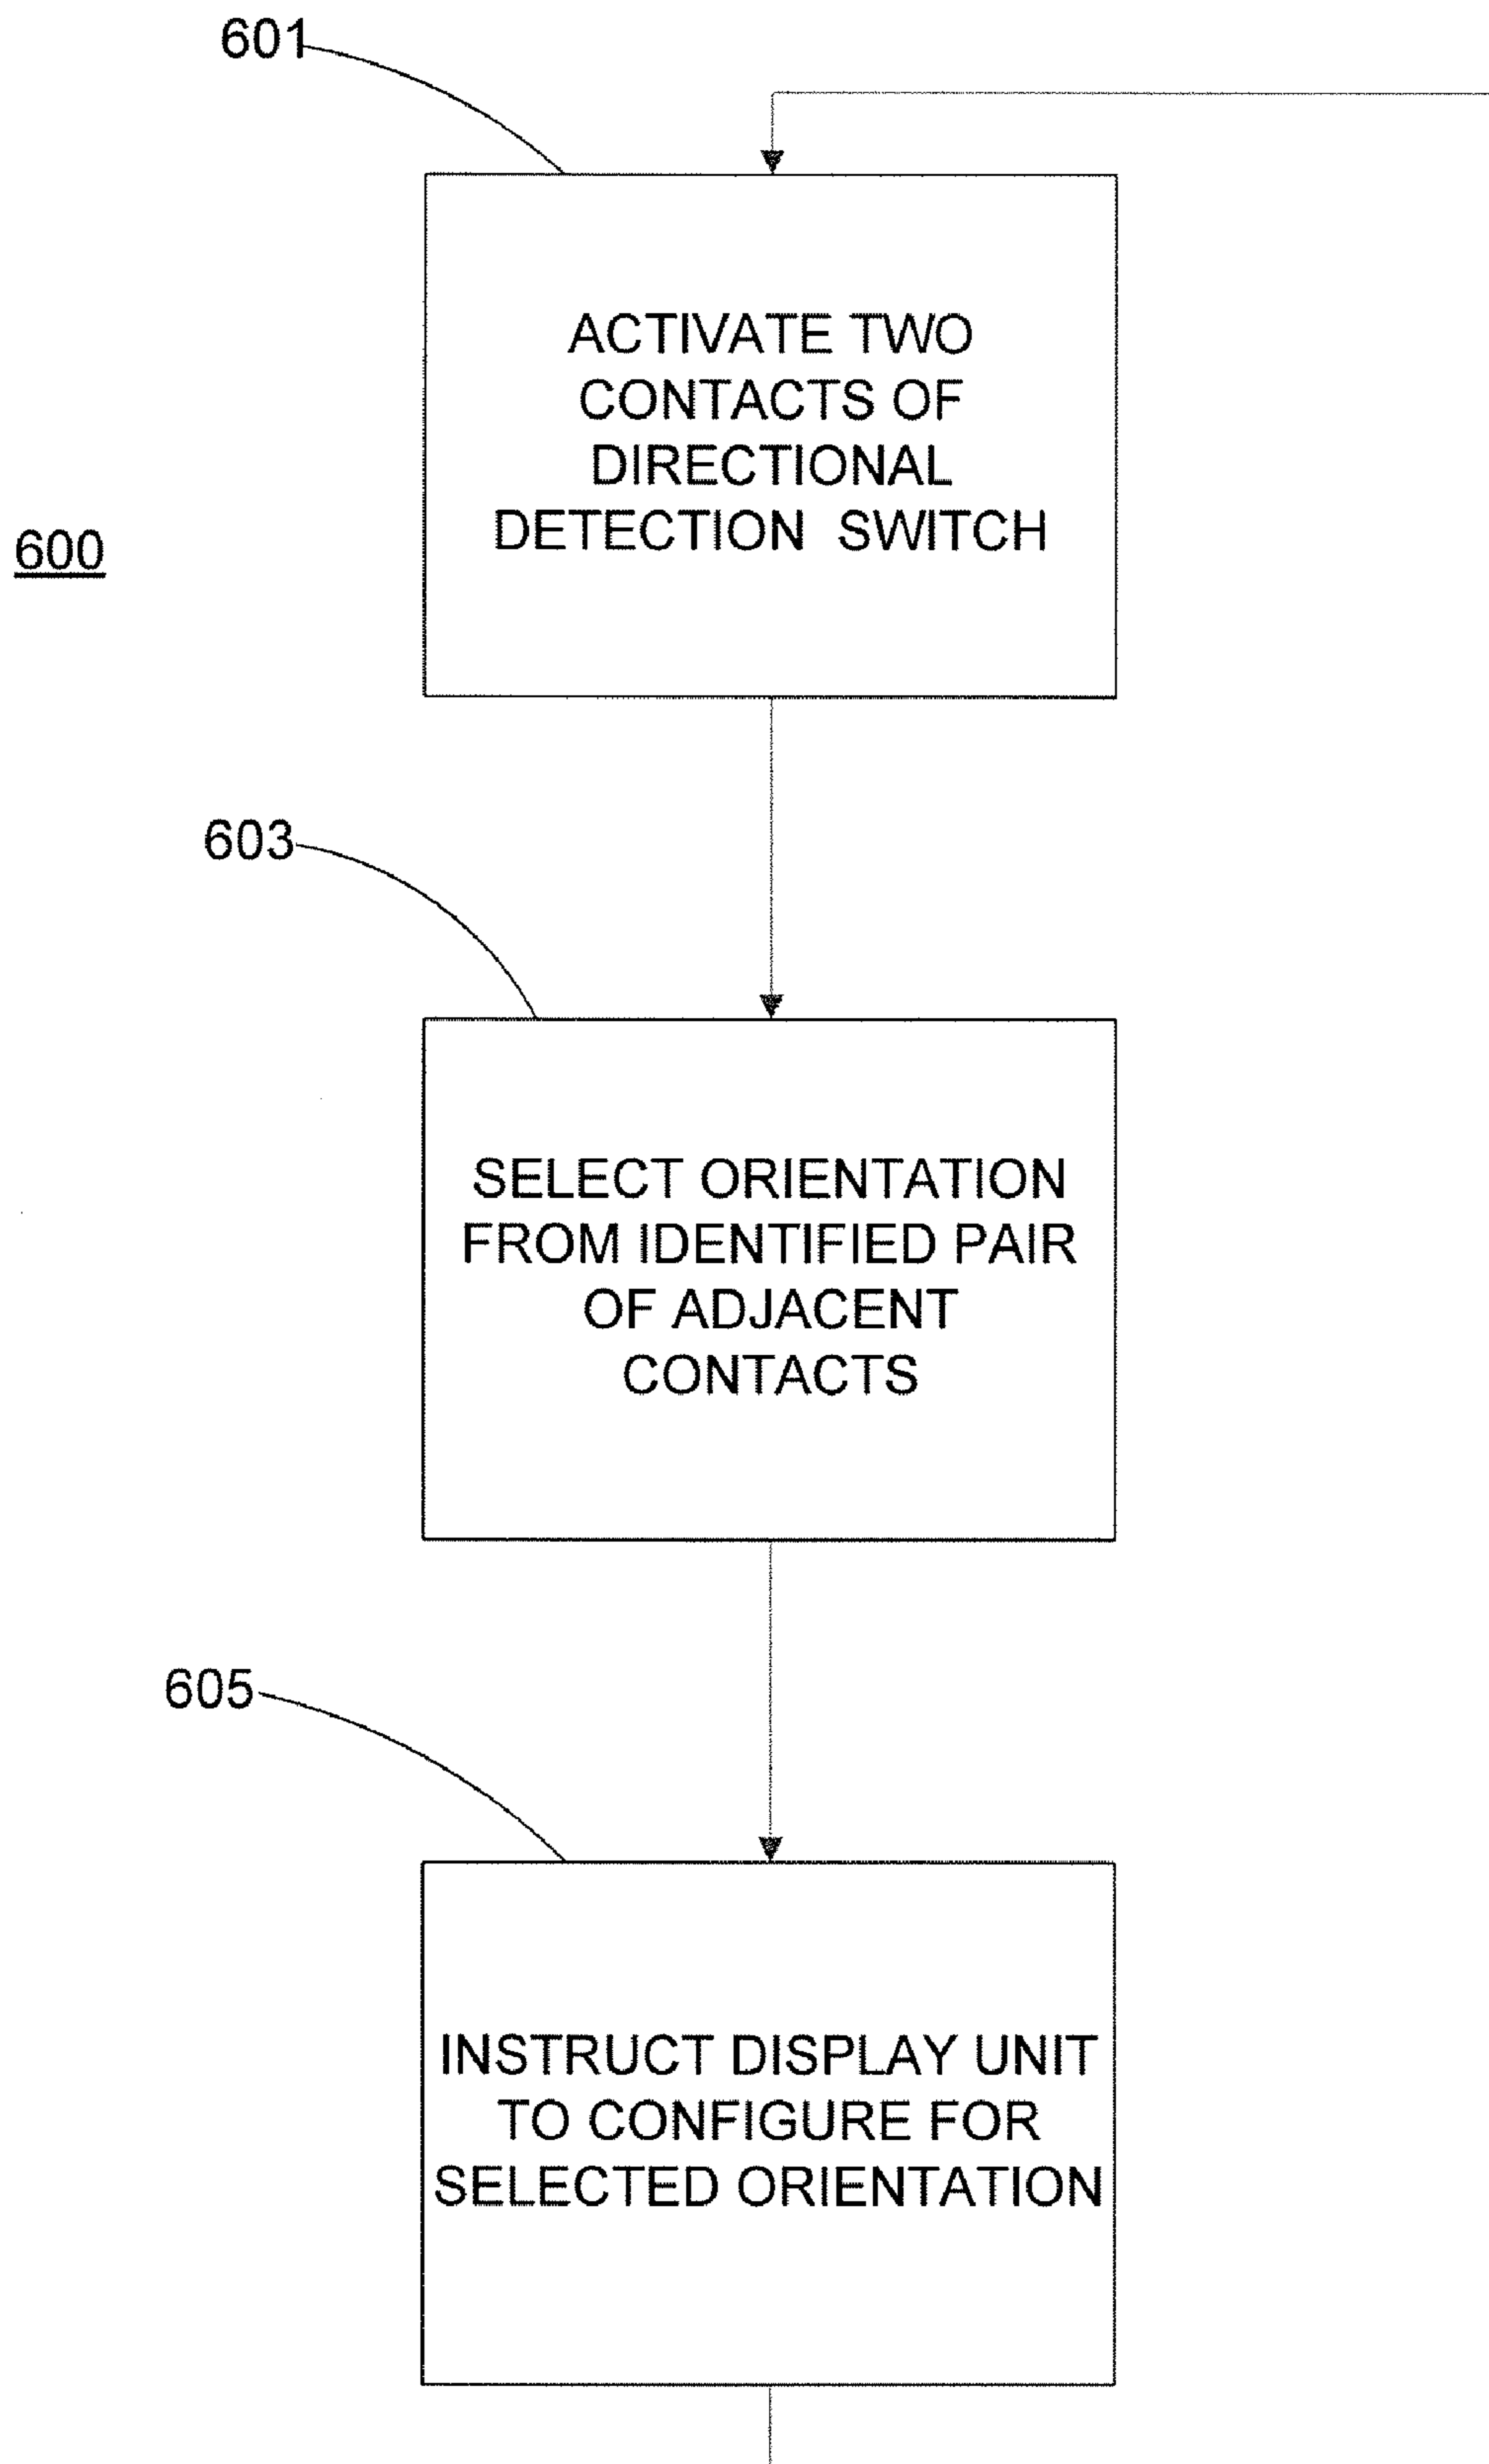 601
ACTIVATE TWO
CONTACTS OF
DIRECTIONAL
DETECTION SWITCH
600
603
SELECT ORIENTATION
FROM IDENTIFIED PAIR
OF ADJACENT
CONTACTS
605
INSTRUCT DISPLAY UNIT
TO CONFIGURE FOR
SELECTED ORIENTATION